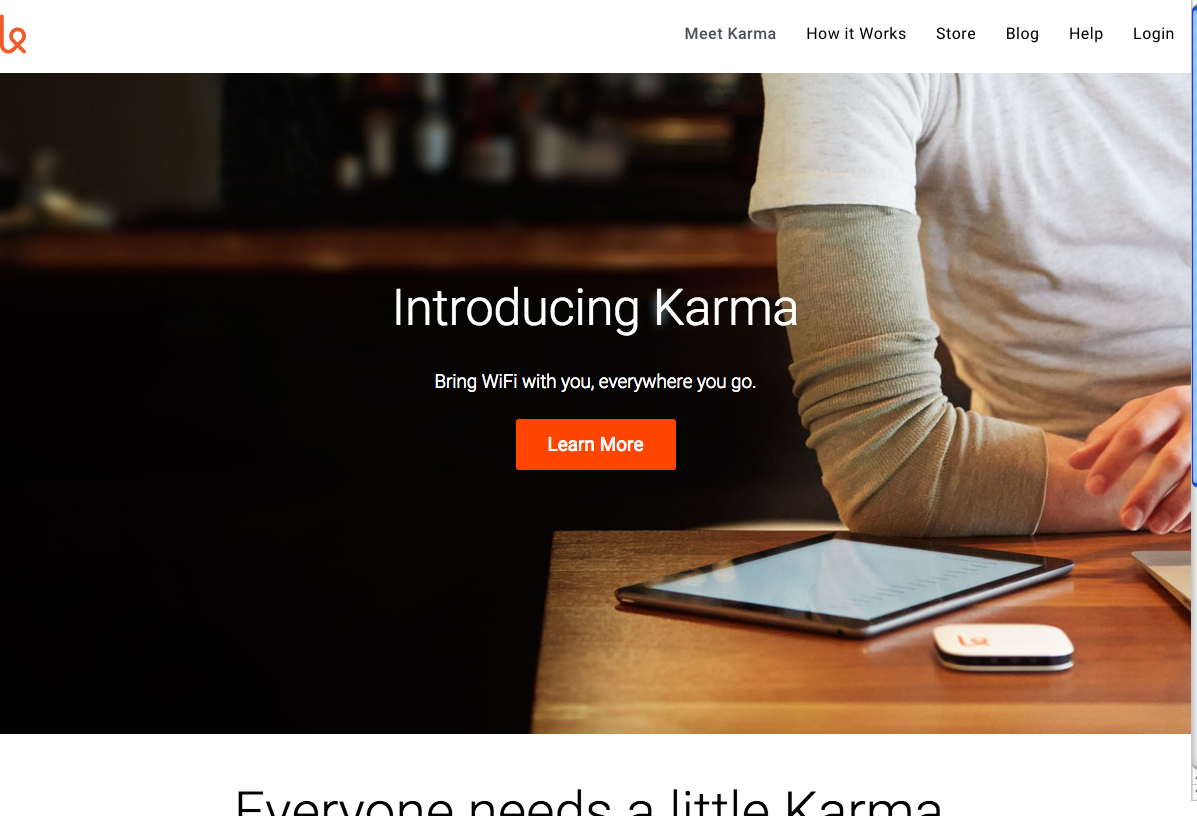 Meet Karma How it Works Store Blog Help Login
Introducing Karma
Bring WiFi with you, everywhere you go.
Learn More
Everyone needs a little Karma